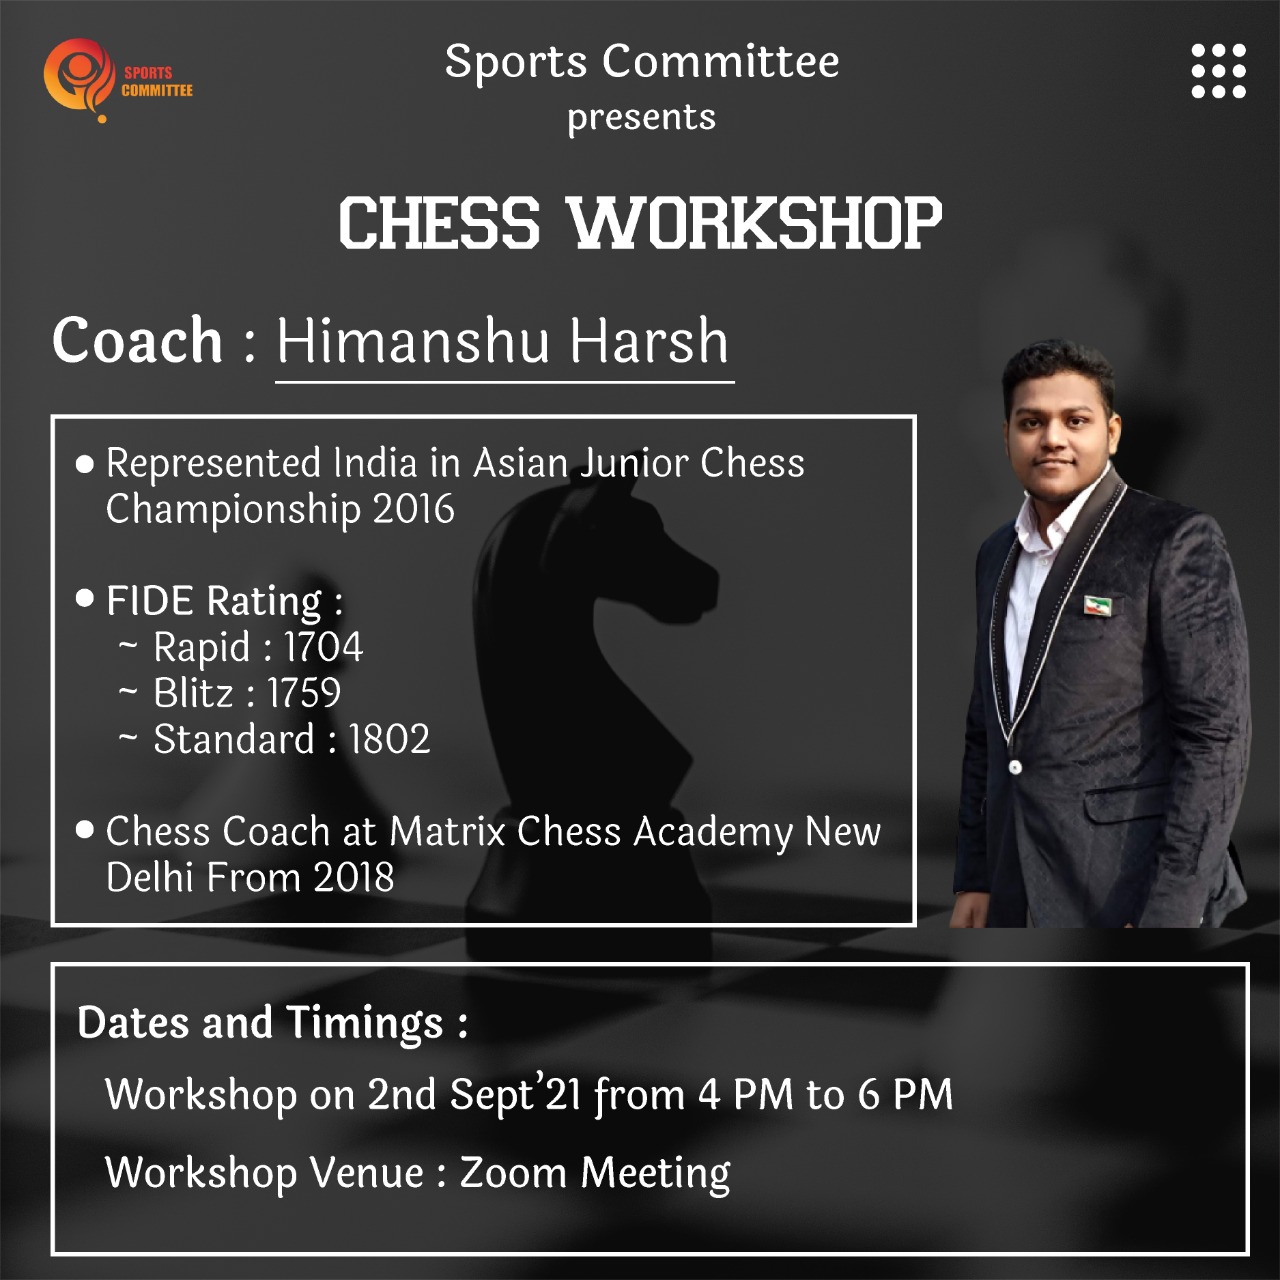 SPORTS
COMMITTEE
Sports Committee
presents
CHESS WORKSHOP
Coach : Himanshu Harsh
● Represented India in Asian Junior Chess
Championship 2016
● FIDE Rating :
~ Rapid : 1704
~ Blitz : 1759
~ Standard : 1802
● Chess Coach at Matrix Chess Academy New
Delhi From 2018
Dates and Timings :
Workshop on 2nd Sept’21 from 4 PM to 6 PM
Workshop Venue : Zoom Meeting